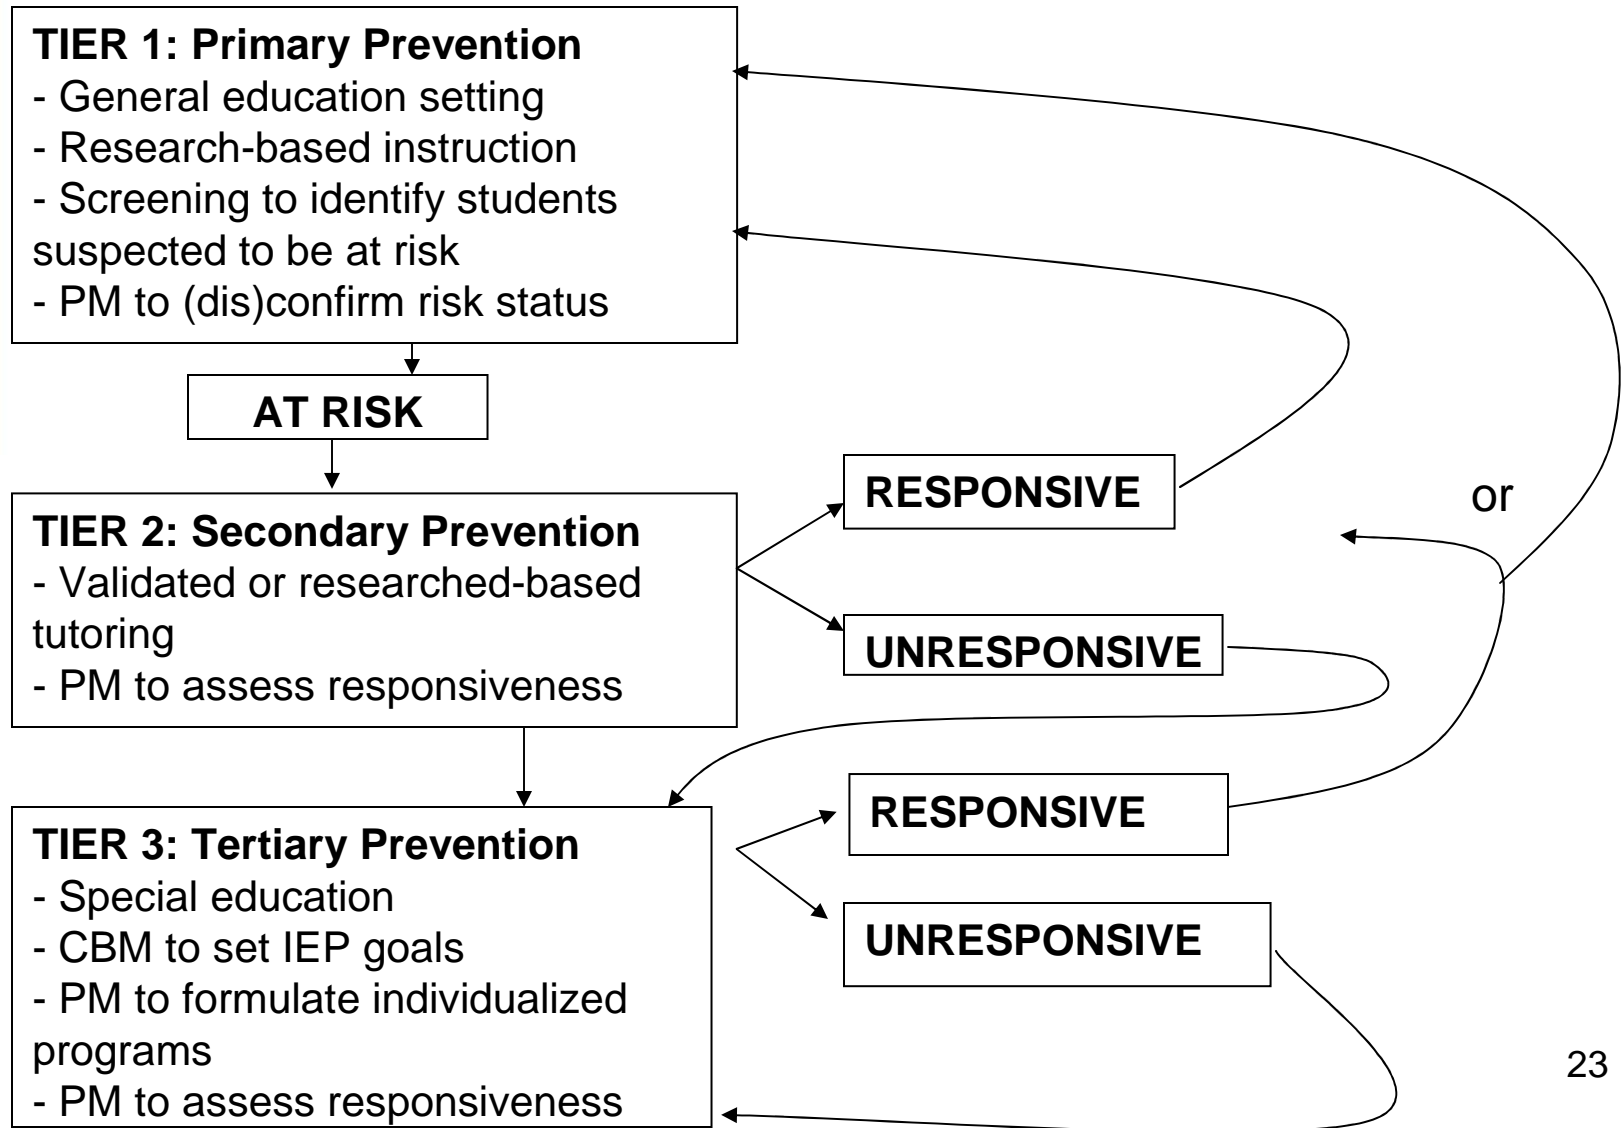 TIER 1: Primary Prevention
- General education setting
- Research-based instruction
- Screening to identify students
suspected to be at risk
- PM to (dis)confirm risk status
AT RISK
TIER 2: Secondary Prevention
- Validated or researched-based
tutoring
- PM to assess responsiveness
RESPONSIVE
or
UNRESPONSIVE
TIER 3: Tertiary Prevention
- Special education
- CBM to set IEP goals
- PM to formulate individualized
programs
- PM to assess responsiveness
RESPONSIVE
UNRESPONSIVE
23